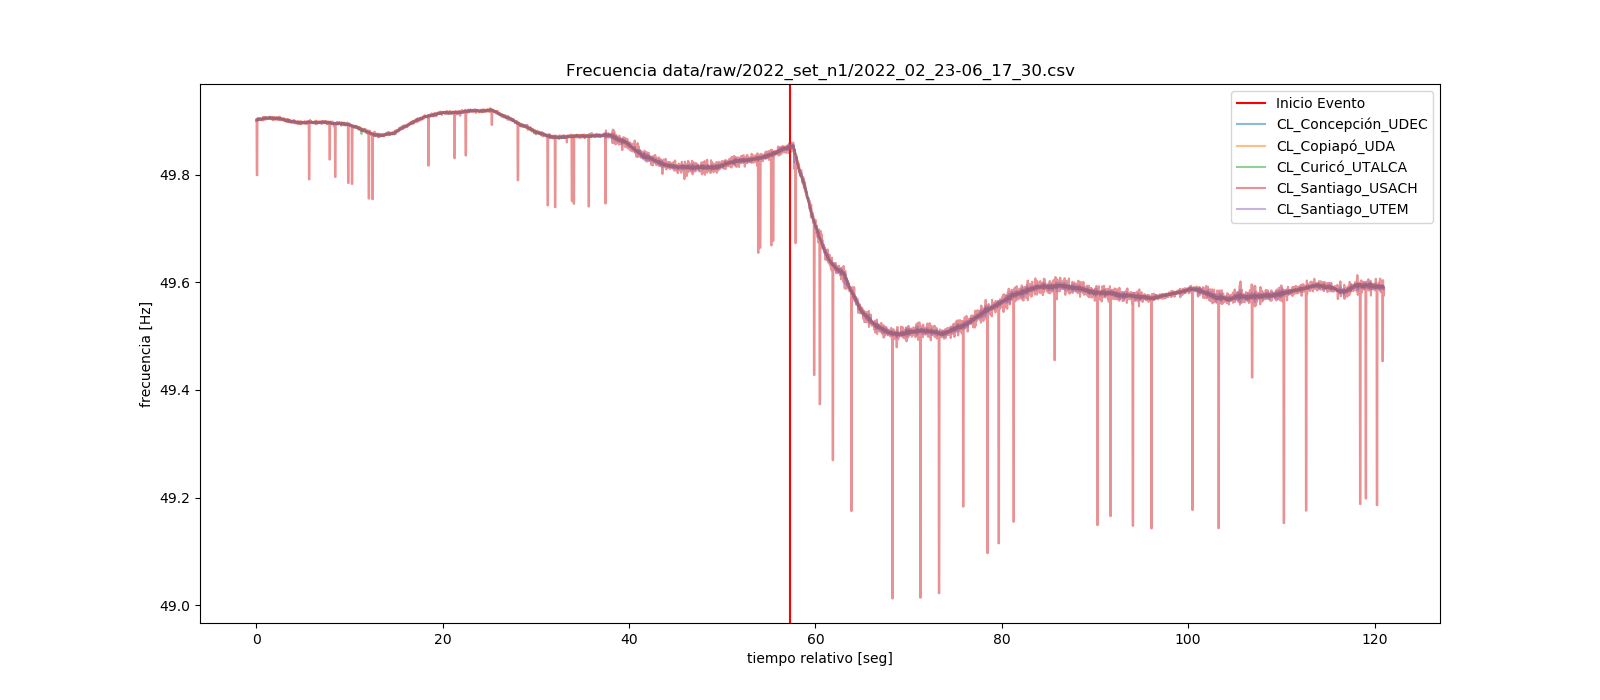 Frecuencia data/raw/2022_set_n1/2022_02_23-06_17_30.csv
Inicio Evento
CL_Concepción_UDEC
CL_Copiapó_UDA
CL_Curicó_UTALCA
CL_Santiago_USACH
CL_Santiago_UTEM
frecuencia [Hz]
49.8
49.6
49.4
49.2
49.0
0 20 40 60 80 100 120
tiempo relativo [seg]